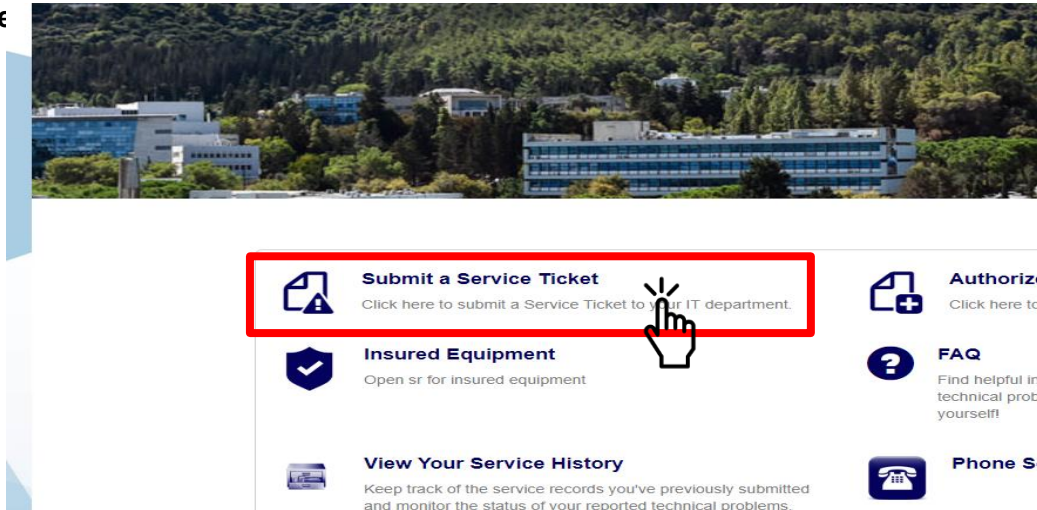 Submit a Service Ticket
Click here to submit a Service Ticket to your IT department.
Authoriz
Click here to
Insured Equipment
Open sr for insured equipment
FAQ
Find helpful in
technical prob
yourself!
View Your Service History
Keep track of the service records you've previously submitted
and monitor the status of your reported technical problems.
Phone S